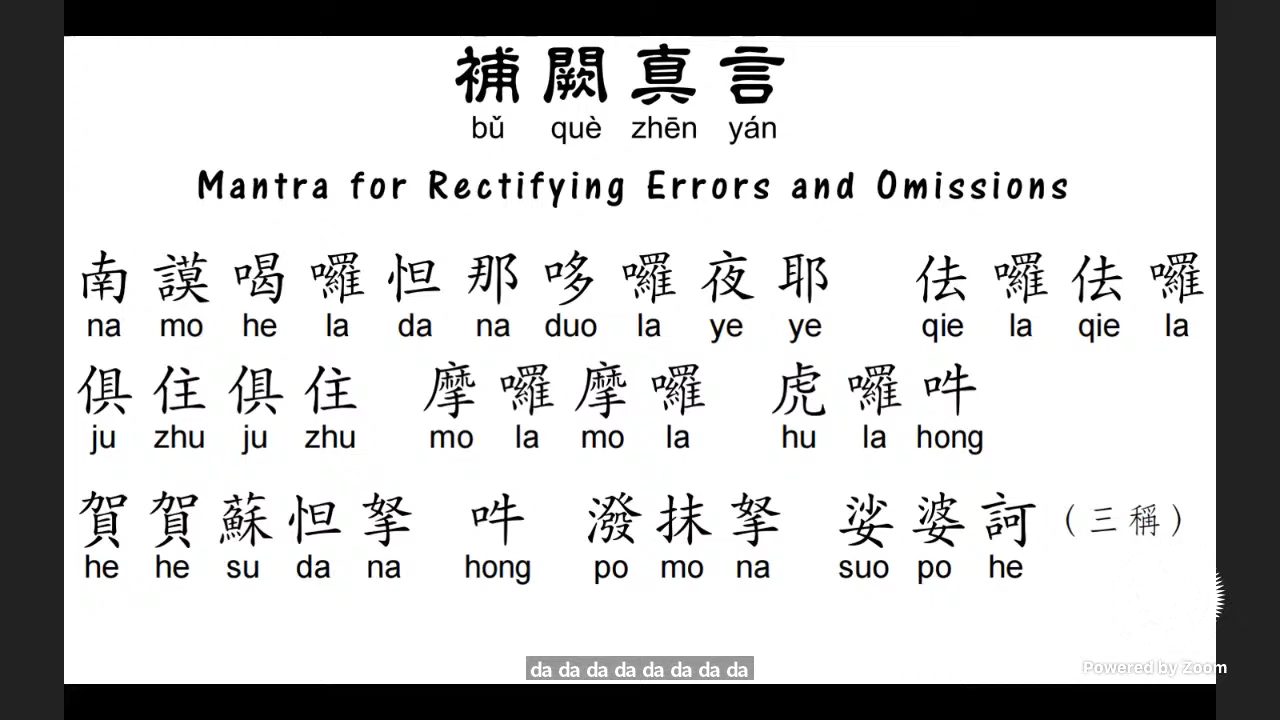 補闕真言
bǔ què zhēn yán
Mantra for Rectifying Errors and Omissions
南謨喝囉怛那哆囉夜耶 佉囉佉囉
na mo he la da na duo la ye ye qie la qie la
俱住俱住 摩囉摩囉 虎囉吽
ju zhu ju zhu mo la mo la hu la hong
賀賀蘇怛拏 吽 潑抹拏 娑婆訶（三稱）
he he su da na hong po mo na suo po he
da da da da da da da da
Powered by Zoom